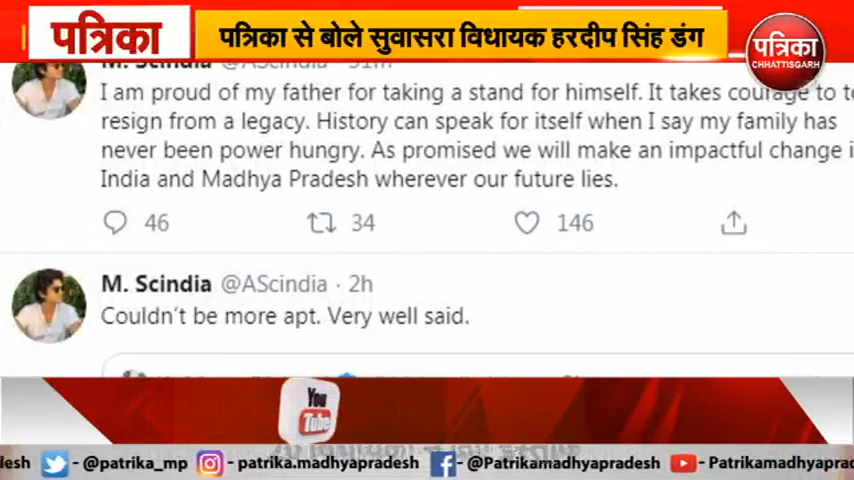 पत्रिका
पत्रिका से बोले सुवासरा विधायक हरदीप सिंह डंग
पत्रिका
CHHATTISGARH
M. Scindia @AScindia · 51m
I am proud of my father for taking a stand for himself. It takes courage to t
resign from a legacy. History can speak for itself when I say my family has
never been power hungry. As promised we will make an impactful change i
India and Madhya Pradesh wherever our future lies.
46 34 146
M. Scindia @AScindia · 2h
Couldn't be more apt. Very well said.
You
Tube
desh - @patrika_mp - patrika.madhyapradesh - @Patrikamadhyapradesh - Patrikamadhyaprad